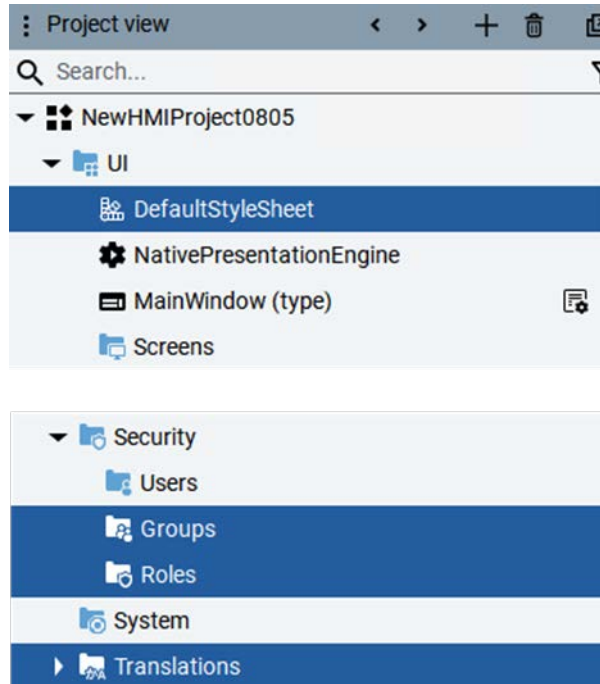 Project view
Search...
NewHMIProject0805
UI
DefaultStyleSheet
NativePresentationEngine
MainWindow (type)
Screens
Security
Users
Groups
Roles
System
Translations